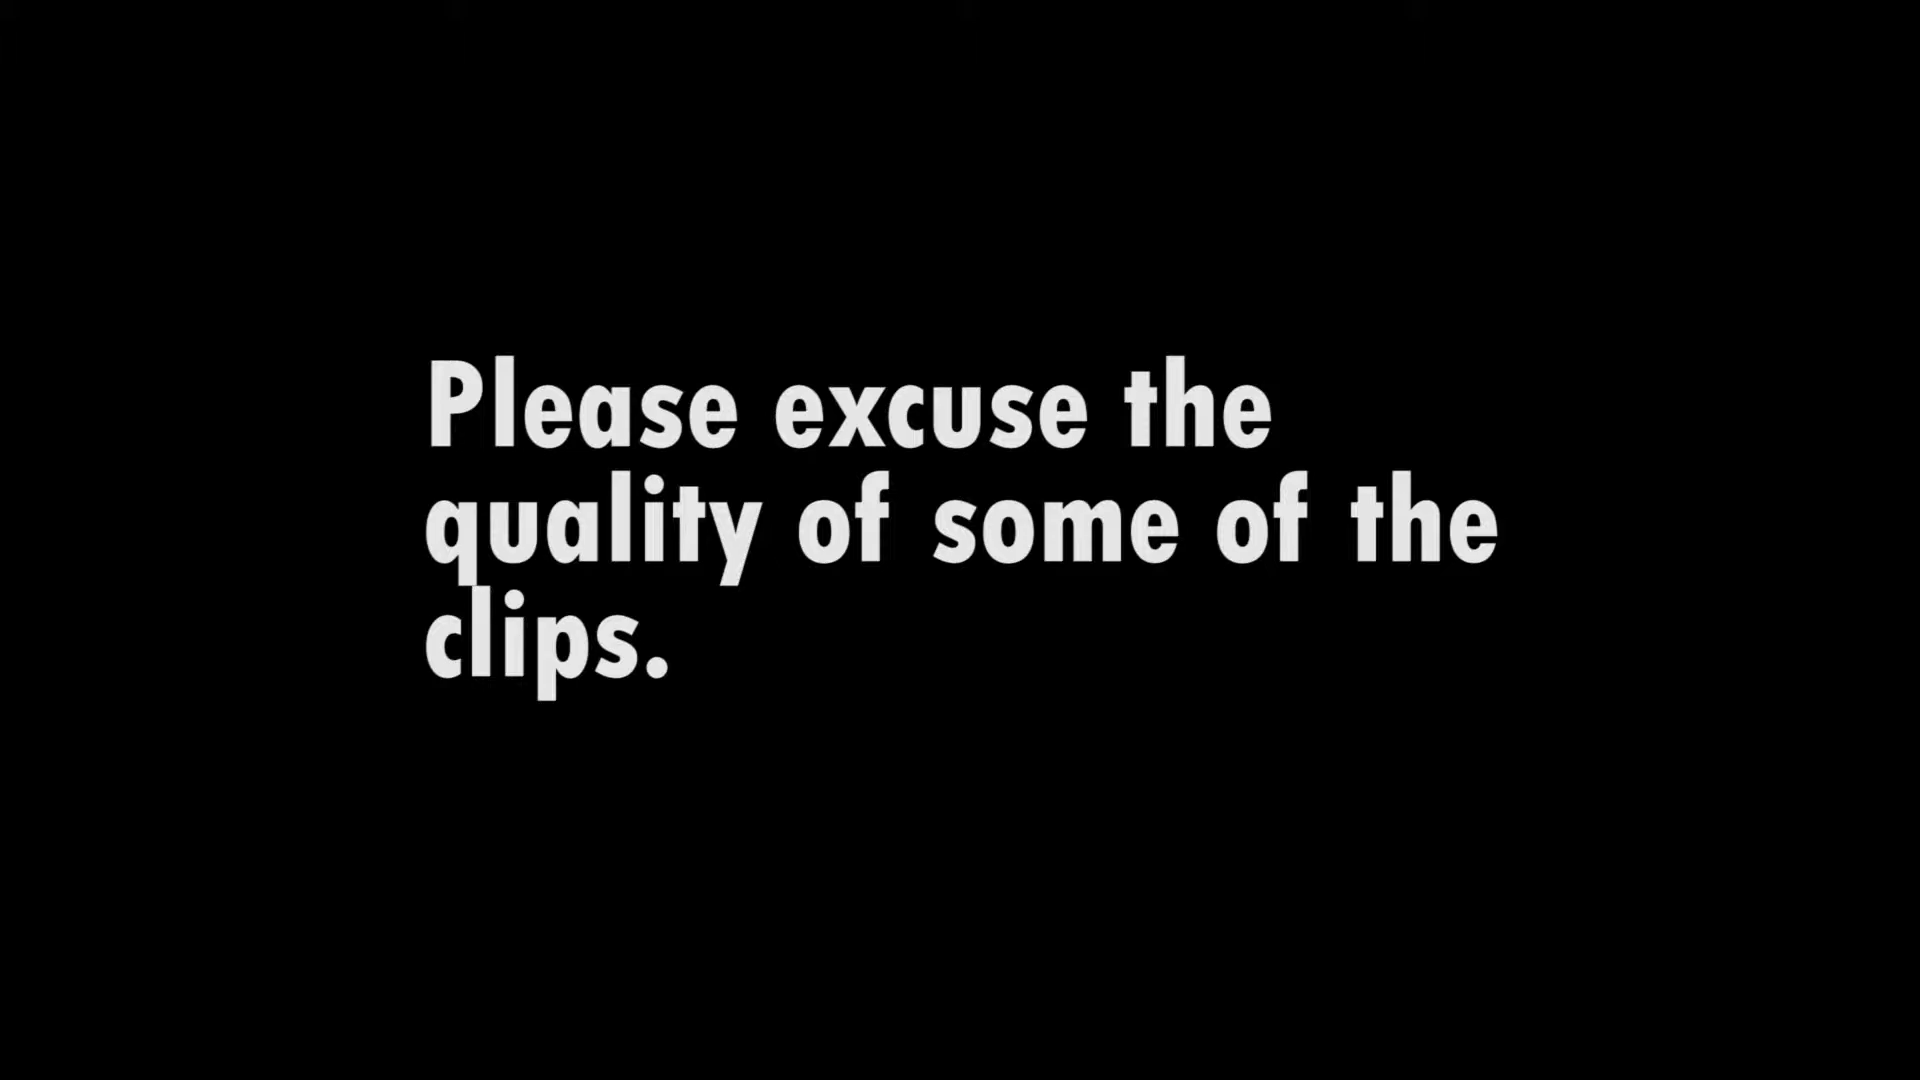 Please excuse the
quality of some of the
clips.